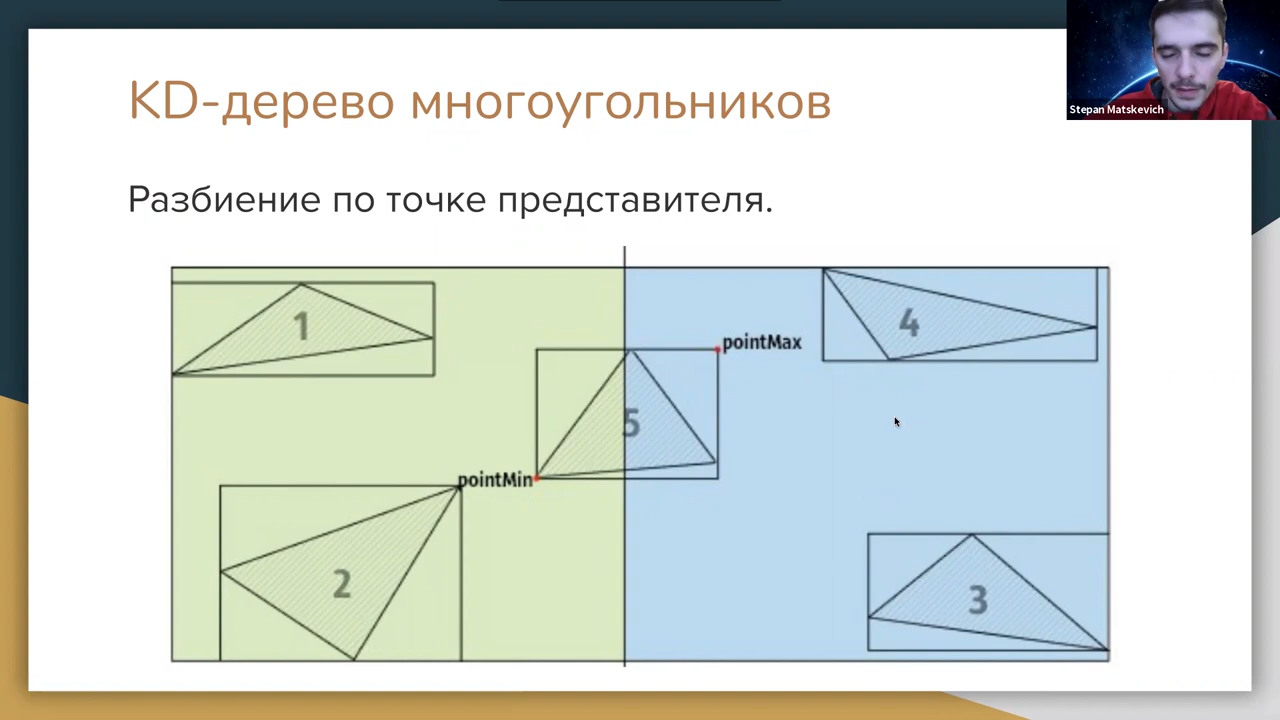 KD-дерево многоугольников
Stepan Matskevich
Разбиение по точке представителя.
1
4
pointMax
5
pointMin
2
3